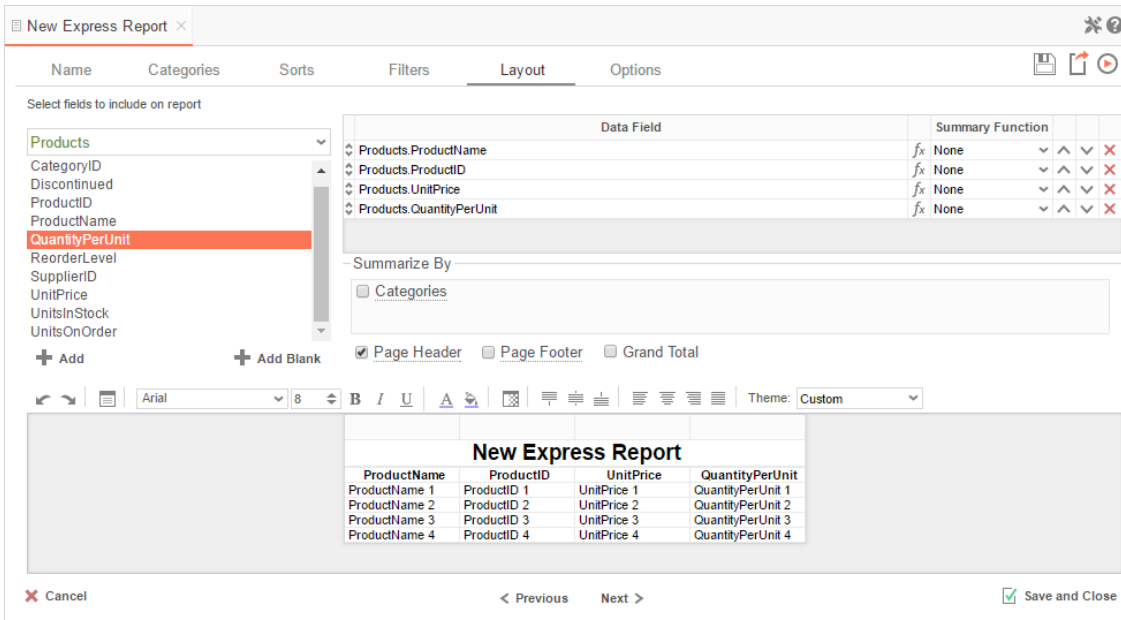 New Express Report
Name Categories Sorts Filters Layout Options
Select fields to include on report
Products
CategoryID
Discontinued
ProductID
ProductName
QuantityPerUnit
ReorderLevel
SupplierID
UnitPrice
UnitsInStock
UnitsOnOrder
Add Add Blank
Data Field Summary Function
Products.ProductName fx None
Products.ProductID fx None
Products.UnitPrice fx None
Products.QuantityPerUnit fx None
Summarize By
Categories
Page Header Page Footer Grand Total
Arial 8 B I U A Theme: Custom
New Express Report
ProductName ProductID UnitPrice QuantityPerUnit
ProductName 1 ProductID 1 UnitPrice 1 QuantityPerUnit 1
ProductName 2 ProductID 2 UnitPrice 2 QuantityPerUnit 2
ProductName 3 ProductID 3 UnitPrice 3 QuantityPerUnit 3
ProductName 4 ProductID 4 UnitPrice 4 QuantityPerUnit 4
Cancel < Previous Next > Save and Close